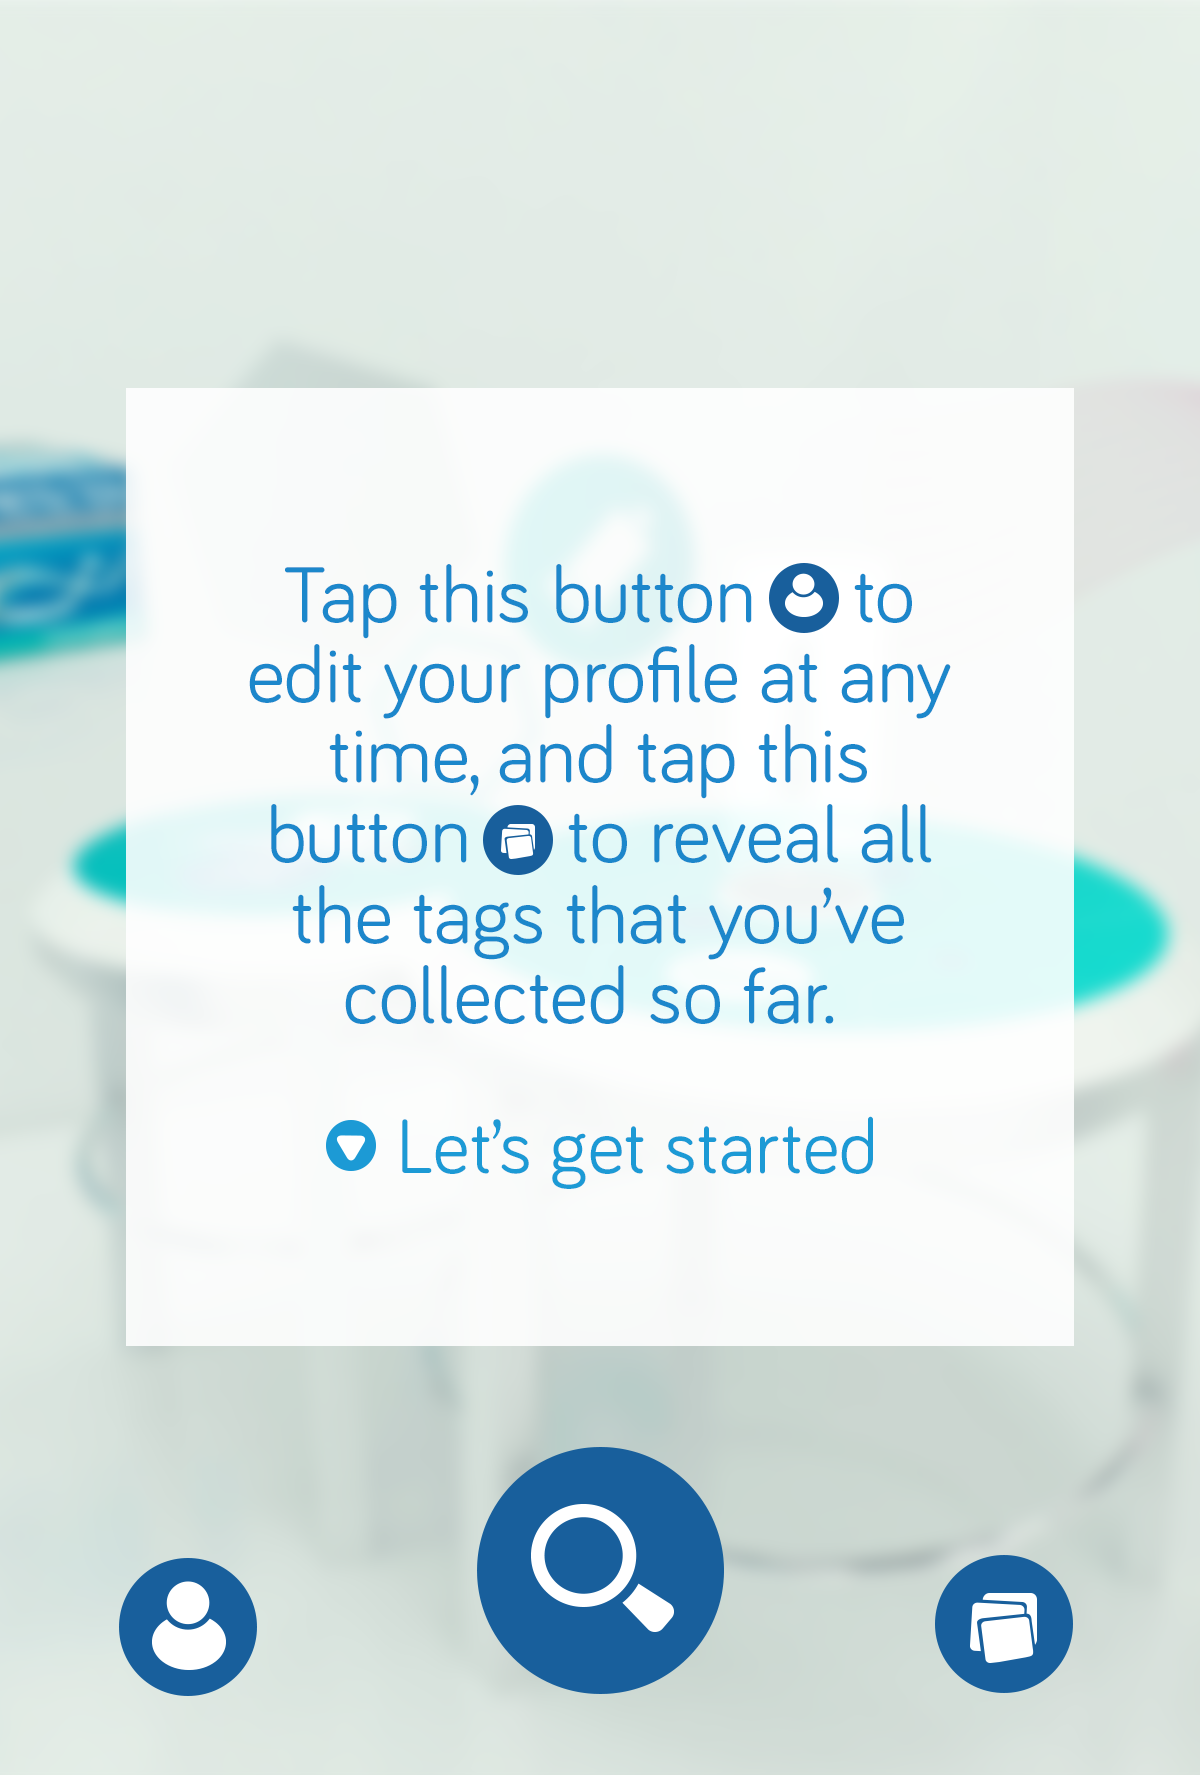 Tap this button to
edit your profile at any
time, and tap this
button to reveal all
the tags that you’ve
collected so far.
Let’s get started